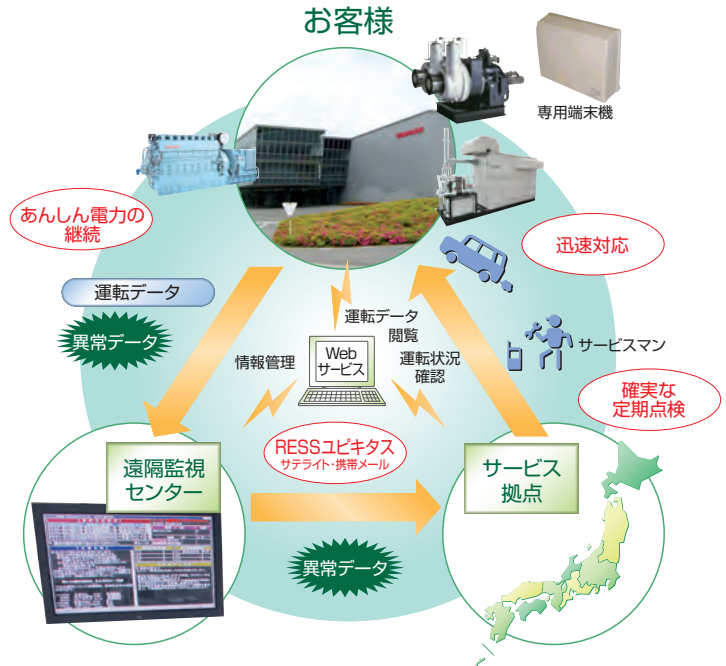 お客様
専用端末機
YANMAR
あんしん電力の
継続
迅速対応
運転データ
異常データ
運転データ
閲覧
Web
サービス
情報管理
運転状況
確認
サービスマン
確実な
定期点検
RESSユビキタス
サテライト・携帯メール
遠隔監視
センター
サービス
拠点
異常データ